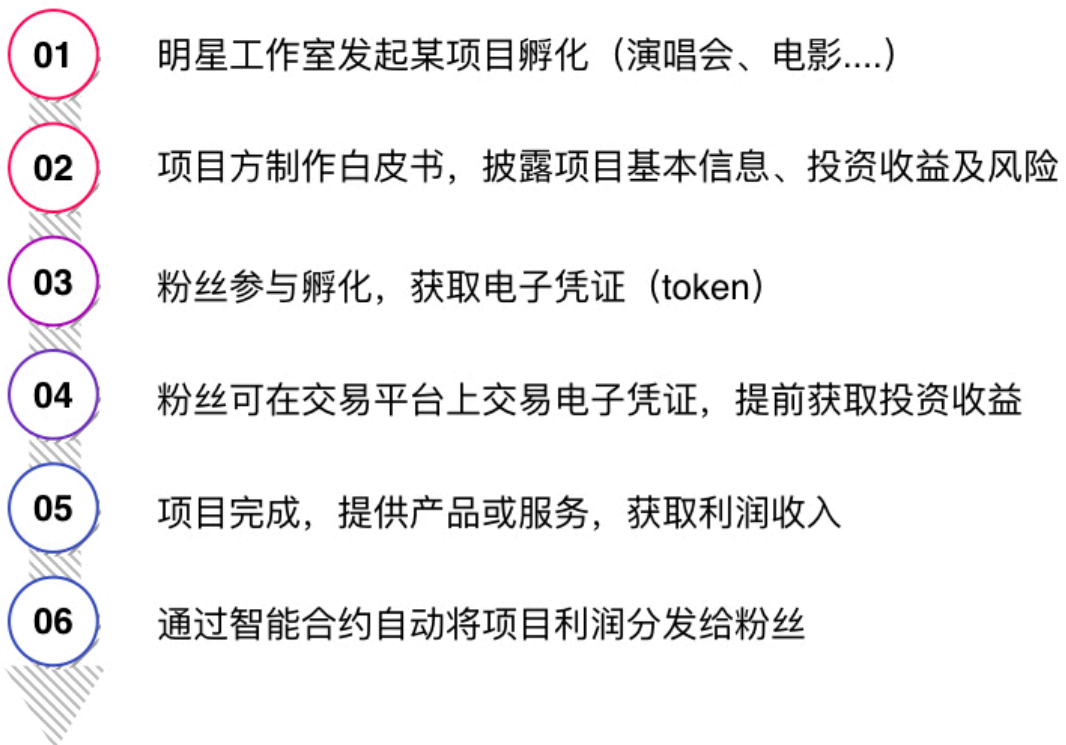 01 明星工作室发起某项目孵化（演唱会、电影....）
02 项目方制作白皮书，披露项目基本信息、投资收益及风险
03 粉丝参与孵化，获取电子凭证（token）
04 粉丝可在交易平台上交易电子凭证，提前获取投资收益
05 项目完成，提供产品或服务，获取利润收入
06 通过智能合约自动将项目利润分发给粉丝